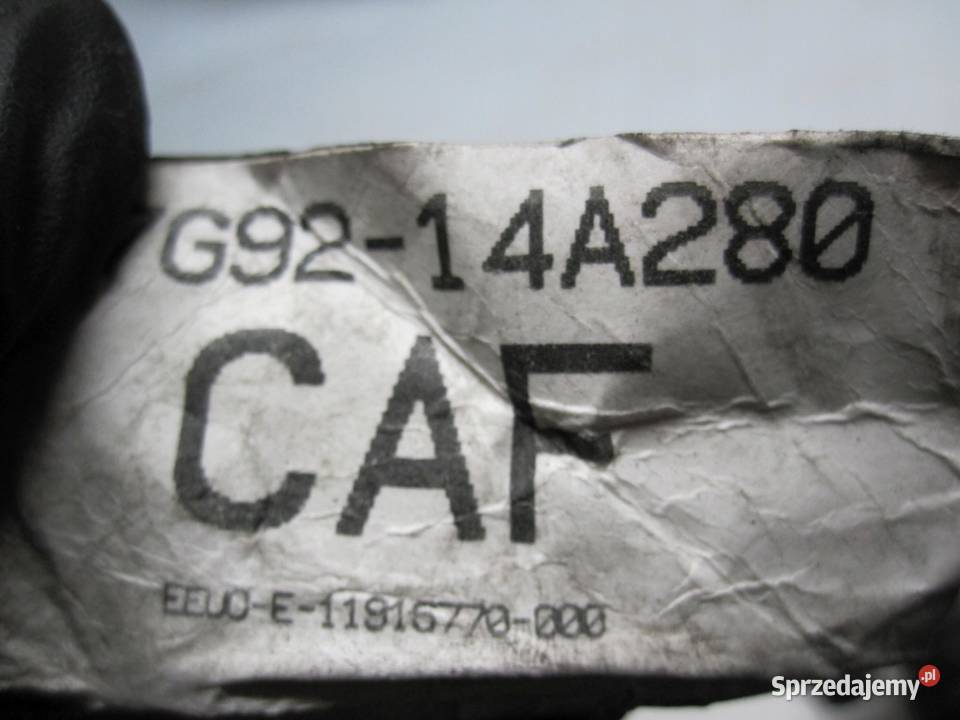 G92-14A280
CAF
EEUO-E-11916770-000
Sprzedajemy.pl